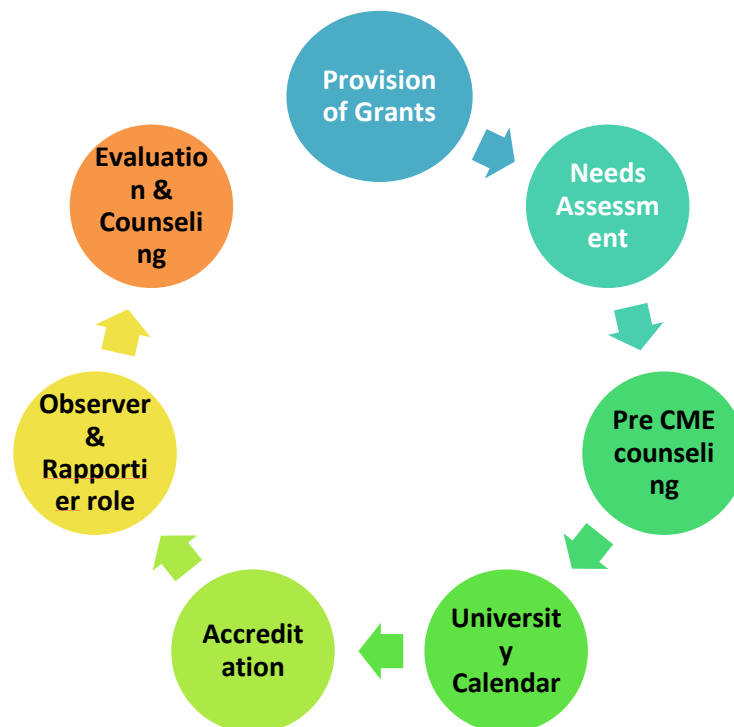 Provision
of Grants
Needs
Assessm
ent
Pre CME
counseli
ng
Universit
y
Calendar
Accredit
ation
Observer
&
Rapporti
er role
Evaluatio
n &
Counseli
ng